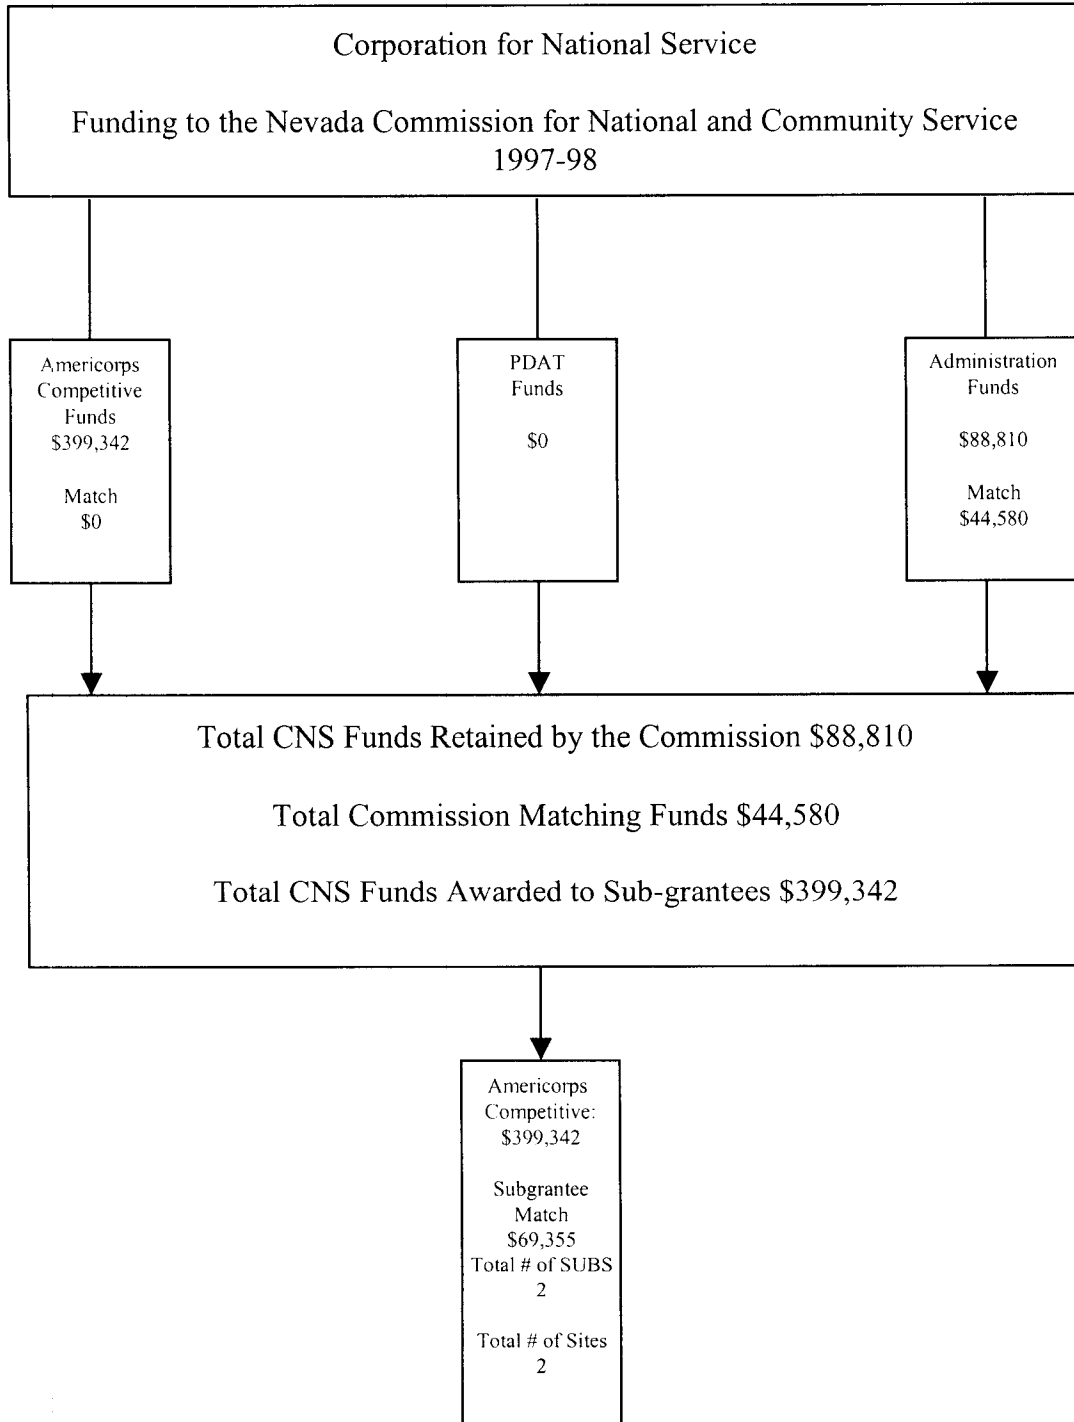 Corporation for National Service
Funding to the Nevada Commission for National and Community Service
1997-98
Americorps
Competitive
Funds
$399,342
Match
$0
PDAT
Funds
$0
Administration
Funds
$88,810
Match
$44,580
Total CNS Funds Retained by the Commission $88,810
Total Commission Matching Funds $44,580
Total CNS Funds Awarded to Sub-grantees $399,342
Americorps
Competitive:
$399,342
Subgrantee
Match
$69,355
Total # of SUBS
2
Total # of Sites
2